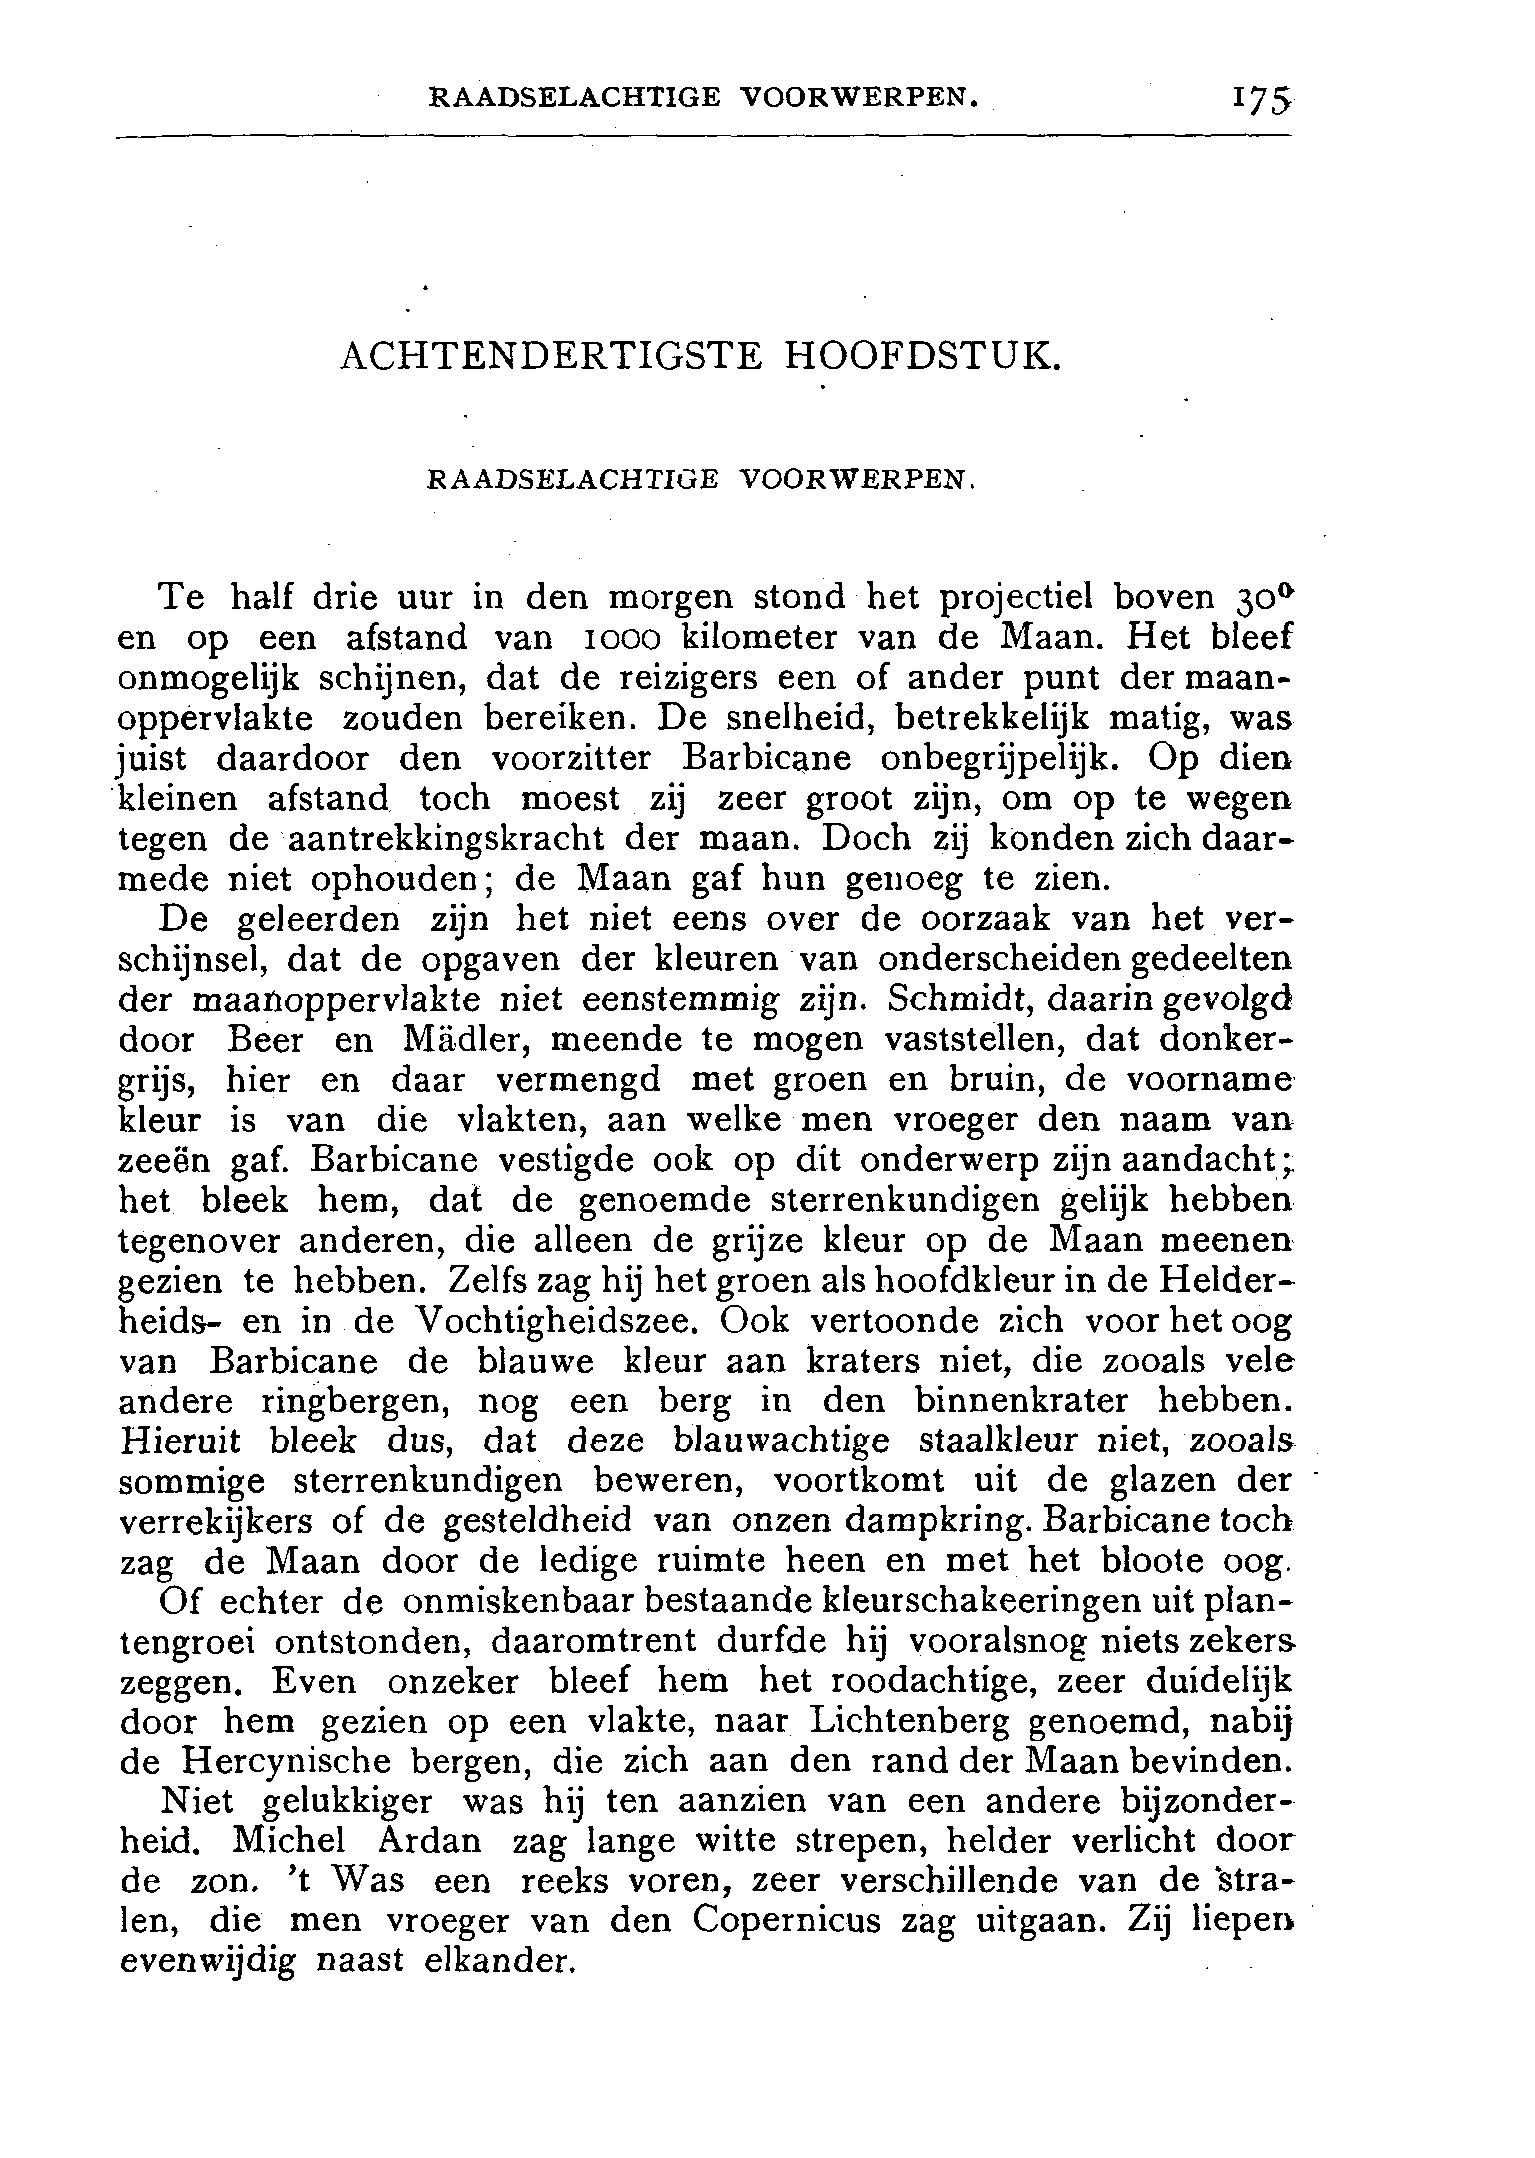 RAADSELACHTIGE VOORWERPEN. 175
ACHTENDERTIGSTE HOOFDSTUK.
RAADSELACHTIGE VOORWERPEN.
Te half drie uur in den morgen stond het projectiel boven 30°
en op een afstand van 1000 kilometer van de Maan. Het bleef
onmogelijk schijnen, dat de reizigers een of ander punt der maan-
oppervlakte zouden bereiken. De snelheid, betrekkelijk matig, was
juist daardoor den voorzitter Barbicane onbegrijpelijk. Op dien
kleinen afstand toch moest zij zeer groot zijn, om op te wegen
tegen de aantrekkingskracht der maan. Doch zij konden zich daar-
mede niet ophouden; de Maan gaf hun genoeg te zien.
De geleerden zijn het niet eens over de oorzaak van het ver-
schijnsel, dat de opgaven der kleuren van onderscheiden gedeelten
der maanoppervlakte niet eenstemmig zijn. Schmidt, daarin gevolgd
door Beer en Mädler, meende te mogen vaststellen, dat donker-
grijs, hier en daar vermengd met groen en bruin, de voorname
kleur is van die vlakten, aan welke men vroeger den naam van
zeeën gaf. Barbicane vestigde ook op dit onderwerp zijn aandacht;
het bleek hem, dat de genoemde sterrenkundigen gelijk hebben
tegenover anderen, die alleen de grijze kleur op de Maan meenen
gezien te hebben. Zelfs zag hij het groen als hoofdkleur in de Helder-
heids- en in de Vochtigheidszee. Ook vertoonde zich voor het oog
van Barbicane de blauwe kleur aan kraters niet, die zooals vele
andere ringbergen, nog een berg in den binnenkrater hebben.
Hieruit bleek dus, dat deze blauwachtige staalkleur niet, zooals
sommige sterrenkundigen beweren, voortkomt uit de glazen der
verrekijkers of de gesteldheid van onzen dampkring. Barbicane toch
zag de Maan door de ledige ruimte heen en met het bloote oog.
Of echter de onmiskenbaar bestaande kleurschakeeringen uit plan-
tengroei ontstonden, daaromtrent durfde hij vooralsnog niets zekers
zeggen. Even onzeker bleef hem het roodachtige, zeer duidelijk
door hem gezien op een vlakte, naar Lichtenberg genoemd, nabij
de Hercynische bergen, die zich aan den rand der Maan bevinden.
Niet gelukkiger was hij ten aanzien van een andere bijzonder-
heid. Michel Ardan zag lange witte strepen, helder verlicht door
de zon. 't Was een reeks voren, zeer verschillende van de stra-
len, die men vroeger van den Copernicus zag uitgaan. Zij liepen
evenwijdig naast elkander.